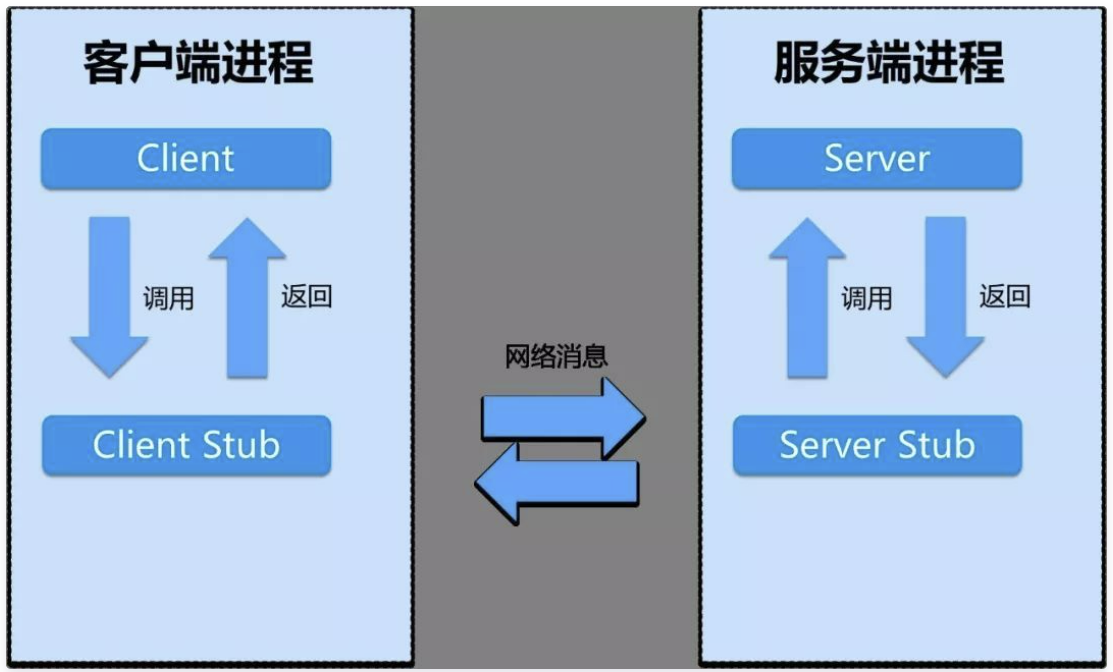 客户端进程
Client
调用
返回
Client Stub
网络消息
服务端进程
Server
调用
返回
Server Stub